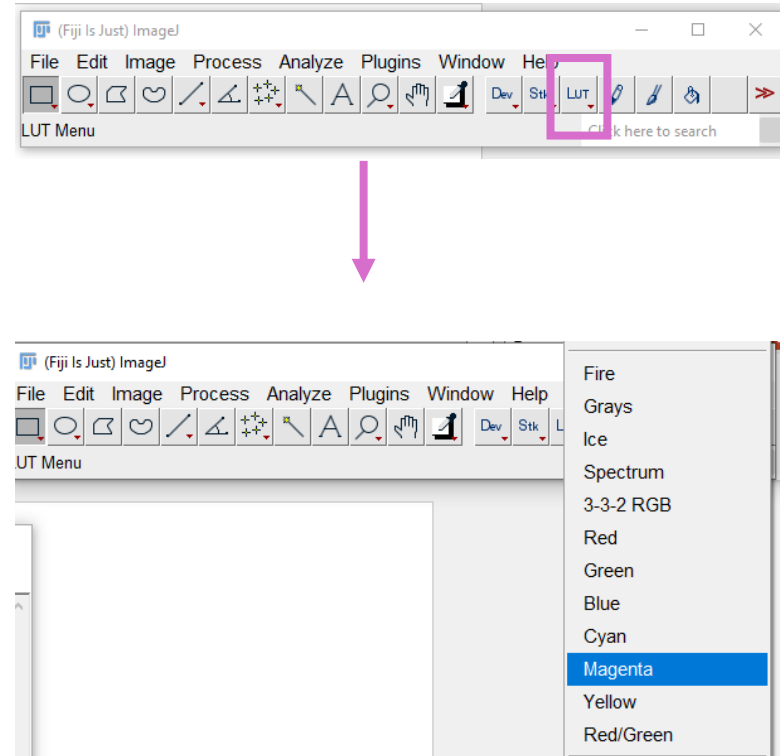 (Fiji Is Just) ImageJ
File Edit Image Process Analyze Plugins Window Help
A Dev Stk LUT >>
LUT Menu
Click here to search
(Fiji Is Just) ImageJ
File Edit Image Process Analyze Plugins Window Help
A Dev Stk L
LUT Menu
Fire
Grays
Ice
Spectrum
3-3-2 RGB
Red
Green
Blue
Cyan
Magenta
Yellow
Red/Green